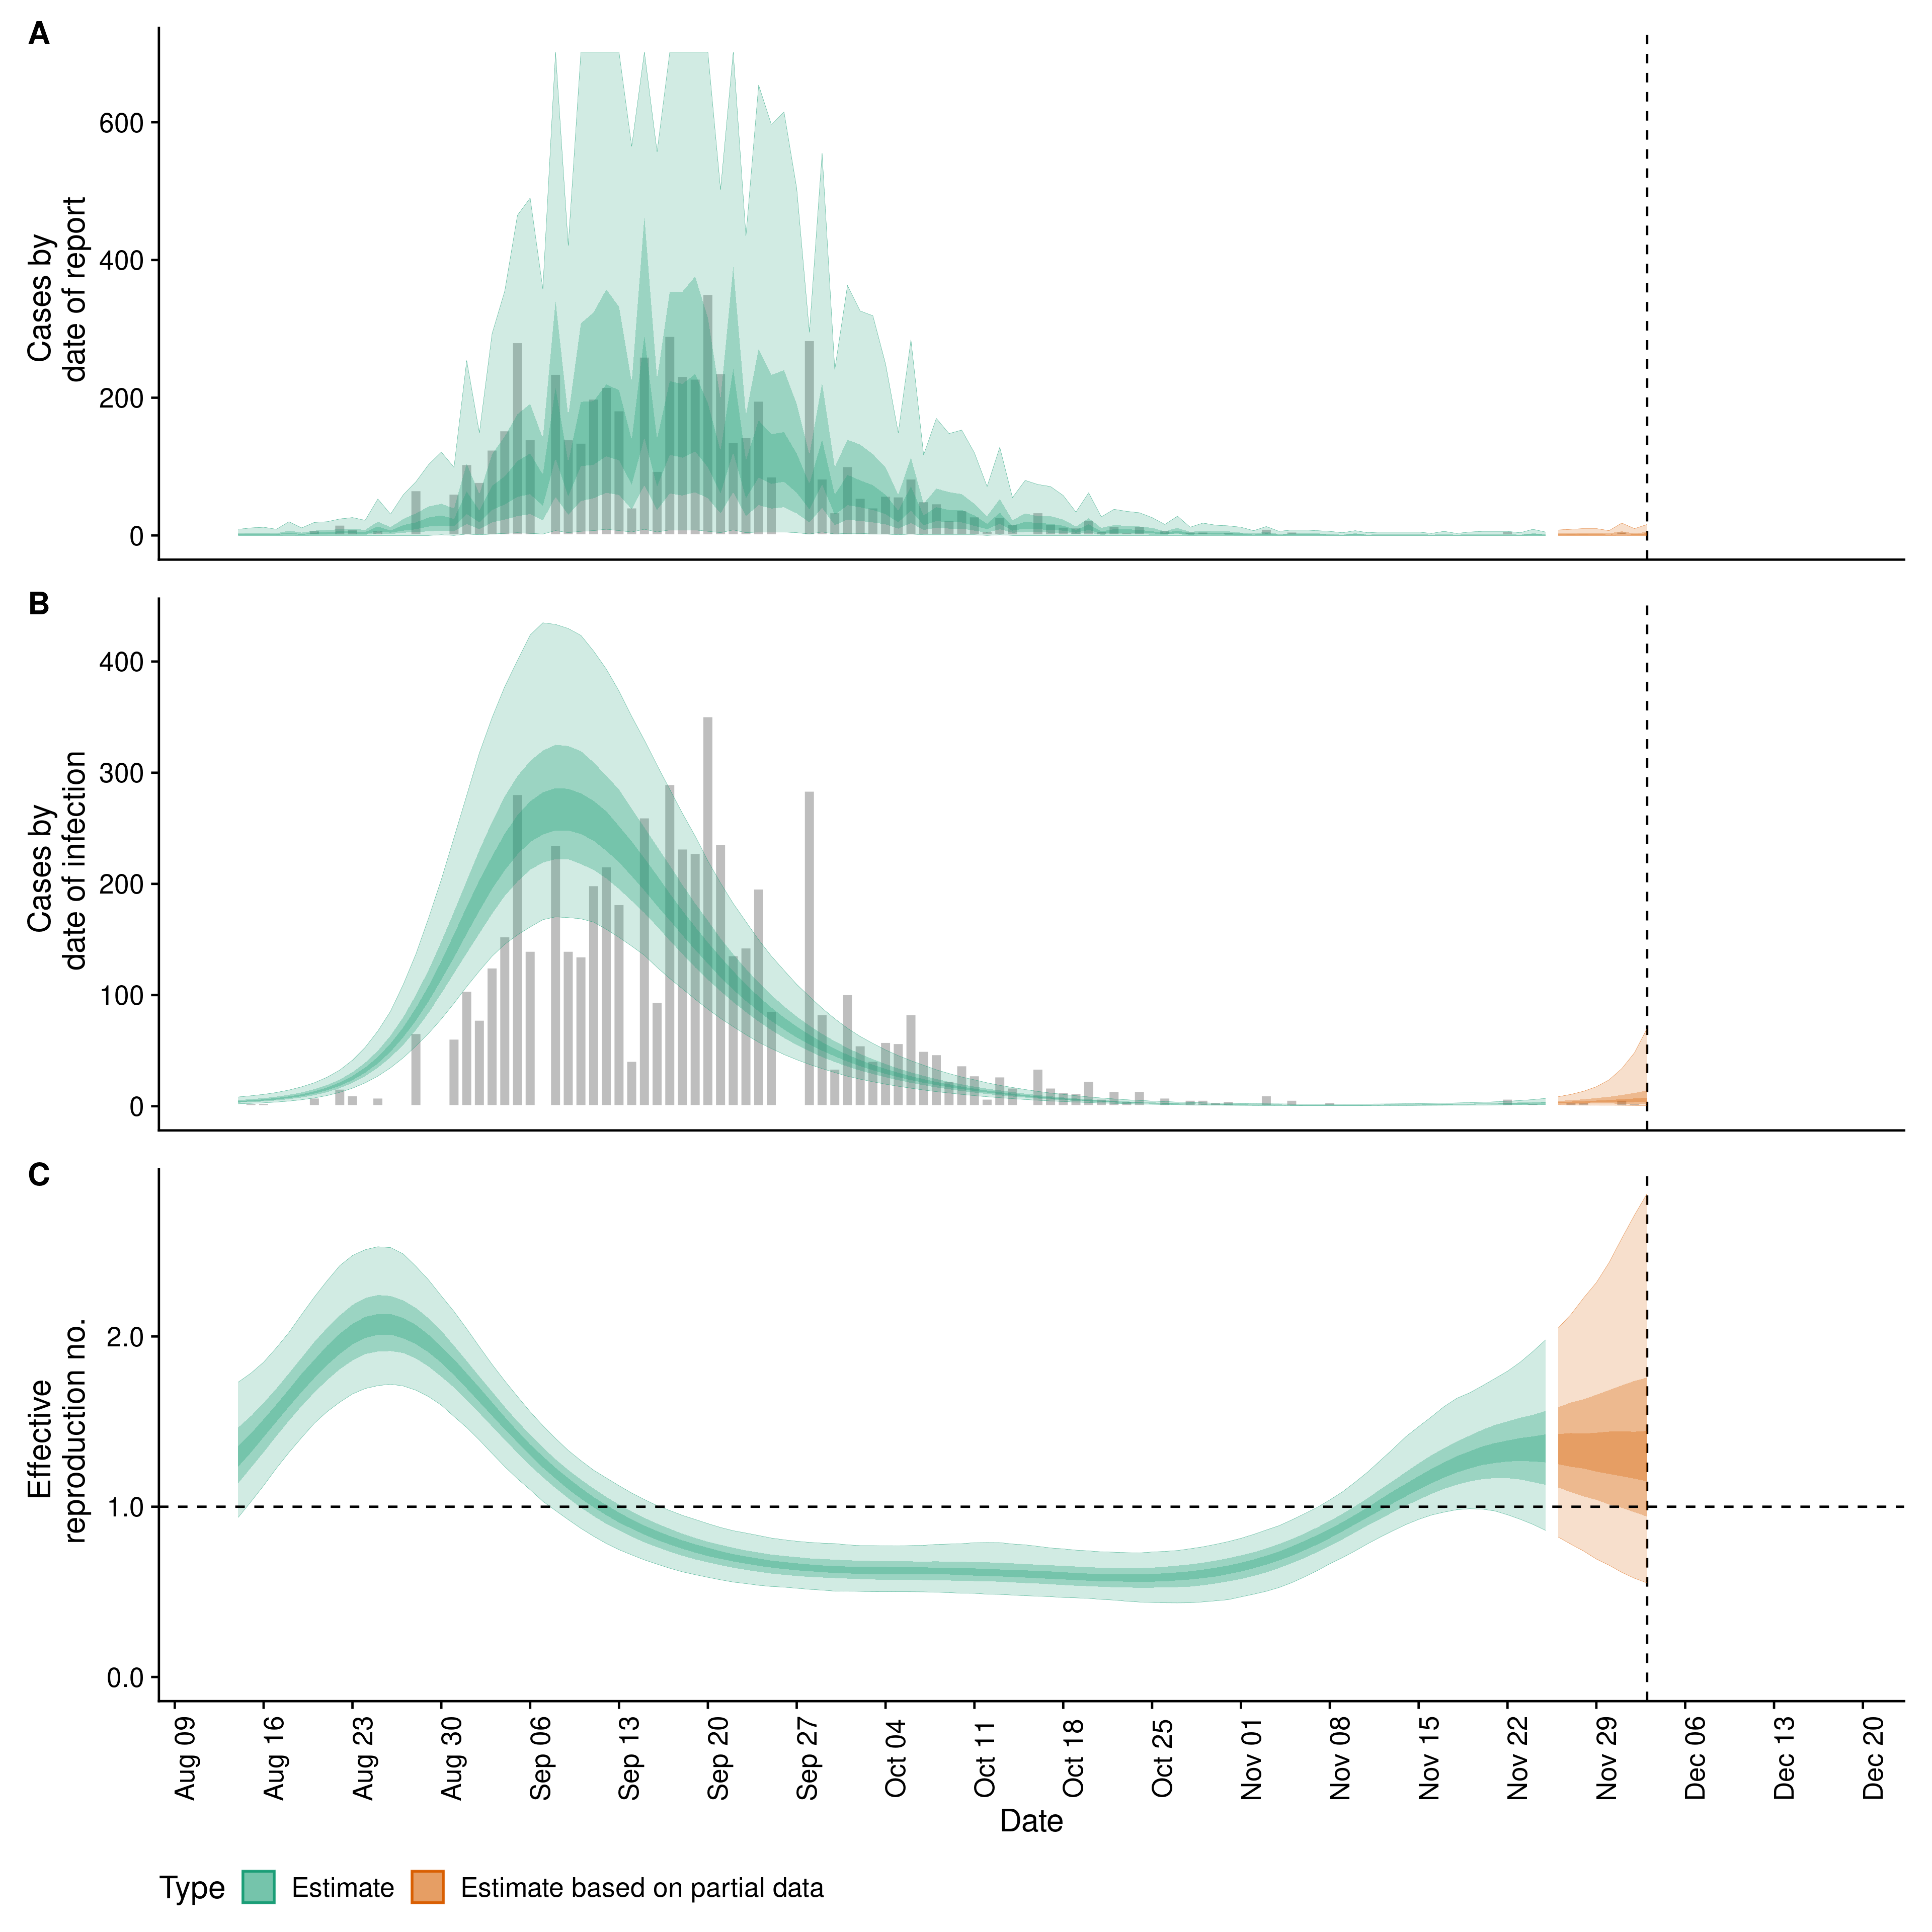 A
Cases by
date of report
600
400
200
0
B
Cases by
date of infection
400
300
200
100
0
C
Effective
reproduction no.
2.0
1.0
0.0
Aug 09
Aug 16
Aug 23
Aug 30
Sep 06
Sep 13
Sep 20
Sep 27
Oct 04
Oct 11
Oct 18
Oct 25
Nov 01
Nov 08
Nov 15
Nov 22
Nov 29
Dec 06
Dec 13
Dec 20
Date
Type Estimate Estimate based on partial data